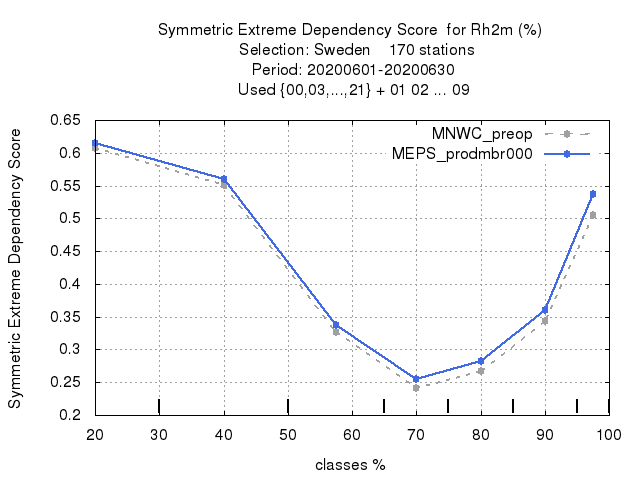 Symmetric Extreme Dependency Score  for Rh2m (%)
Selection: Sweden    170 stations
Period: 20200601-20200630
Used {00,03,...,21} + 01 02 ... 09
MNWC_preop
MEPS_prodmbr000
Symmetric Extreme Dependency Score
0.65
0.6
0.55
0.5
0.45
0.4
0.35
0.3
0.25
0.2
20 30 40 50 60 70 80 90 100
classes %